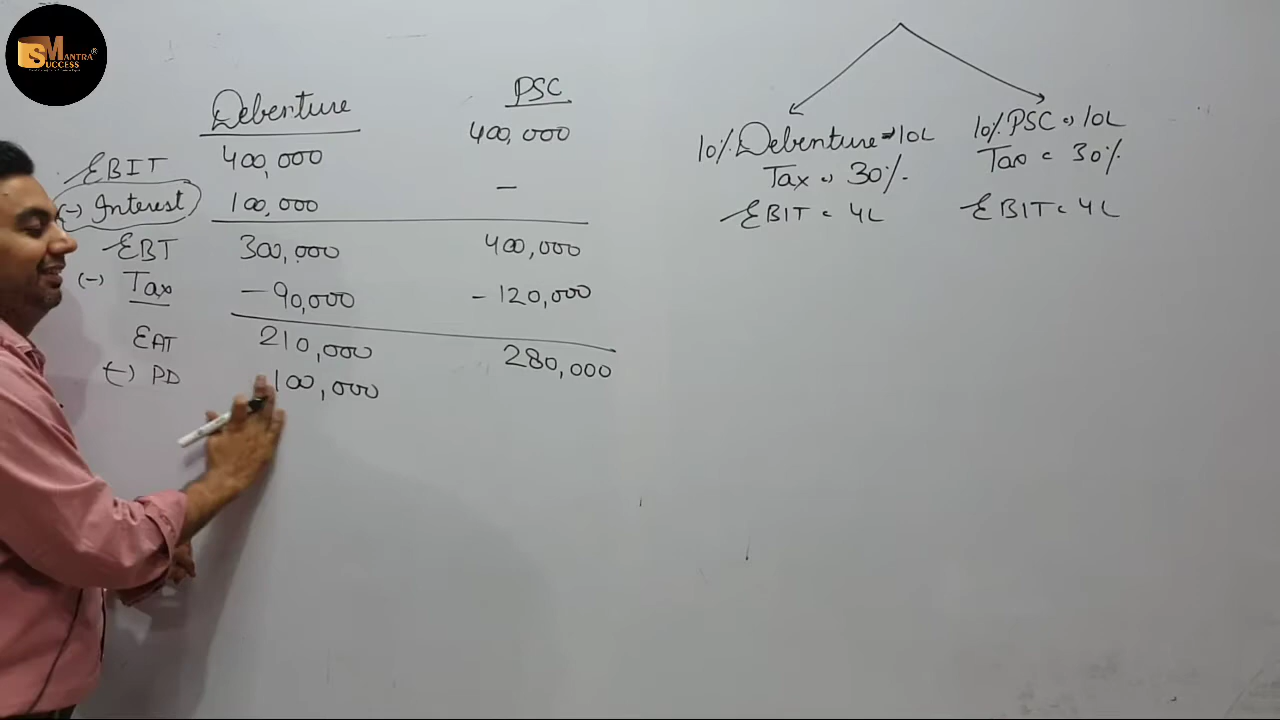 SMANTRA®
SUCCESS
Debenture PSC
EBIT 400,000 400,000
(-) Interest 100,000 —
EBT 300,000 400,000
(-) Tax — 90,000 - 120,000
EAT 210,000 280,000
(-) PD 100,000
10% Debenture = 10L
Tax = 30%
EBIT = 4L
10% PSC = 10L
Tax = 30%
EBIT = 4L